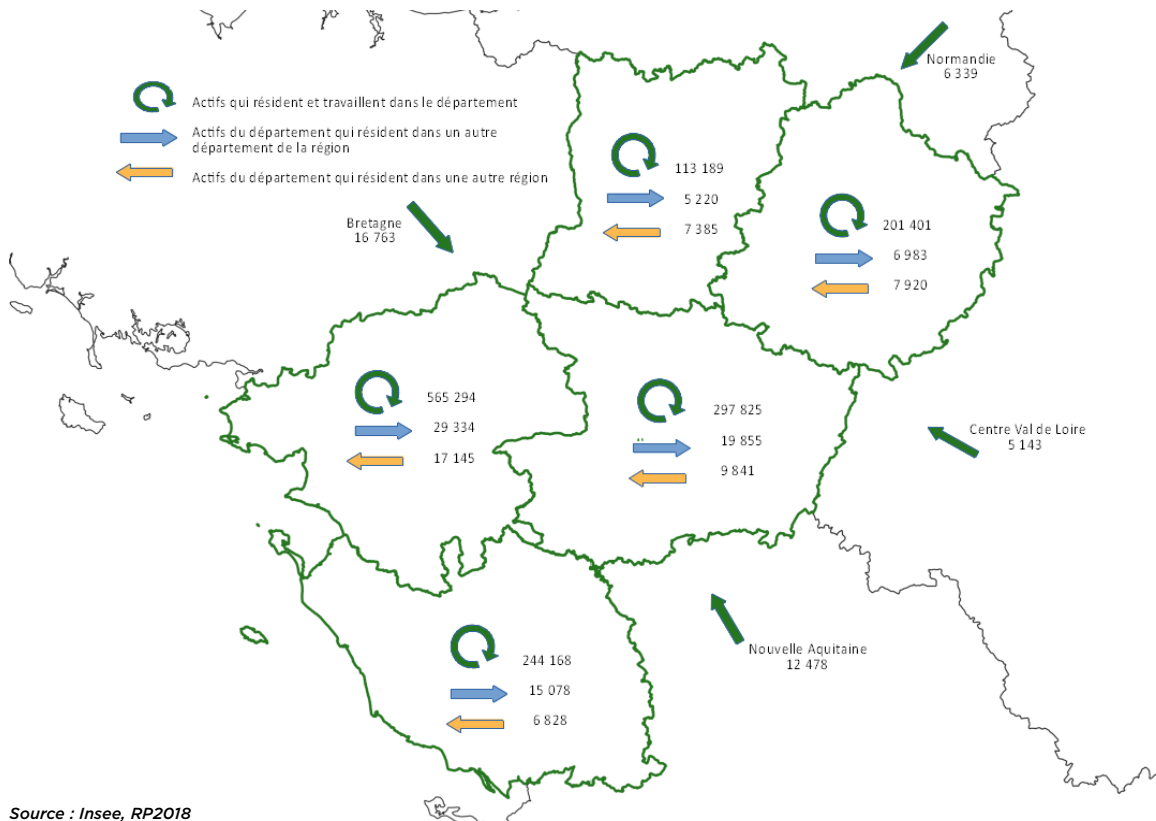 Normandie
6 339
Actifs qui résident et travaillent dans le département
Actifs du département qui résident dans un autre
département de la région
Actifs du département qui résident dans une autre région
Bretagne
16 763
113 189
5 220
7 385
201 401
6 983
7 920
565 294
29 334
17 145
297 825
19 855
9 841
Centre Val de Loire
5 143
244 168
15 078
6 828
Nouvelle Aquitaine
12 478
Source : Insee, RP2018